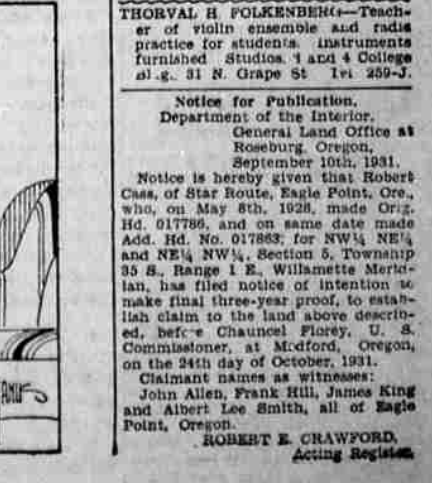 THORVAL H. FOLKENBERG—Teach-
er of violin ensemble and radio
practice for students. Instruments
furnished Studios. 3 and 4 College
Bldg. 31 N. Grape St Tel 259-J.
Notice for Publication.
Department of the Interior.
General Land Office at
Roseburg, Oregon,
September 10th, 1931.
Notice is hereby given that Robert
Cass, of Star Route, Eagle Point, Ore.,
who, on May 8th, 1926, made Orig.
Hd. 017786, and on same date made
Add. Hd. No. 017863, for NW¼ NE¼
and NE¼ NW¼, Section 5, Township
35 S., Range 1 E., Willamette Merid-
ian, has filed notice of intention to
make final three-year proof, to estab-
lish claim to the land above describ-
ed, before Chauncel Florey, U. S.
Commissioner, at Medford, Oregon,
on the 24th day of October, 1931.
Claimant names as witnesses:
John Allen, Frank Hill, James King
and Albert Lee Smith, all of Eagle
Point, Oregon.
ROBERT E. CRAWFORD,
Acting Register.